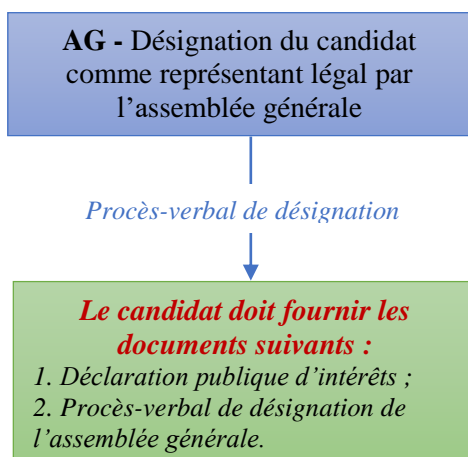 AG - Désignation du candidat
comme représentant légal par
l’assemblée générale
Procès-verbal de désignation
Le candidat doit fournir les
documents suivants :
1. Déclaration publique d’intérêts ;
2. Procès-verbal de désignation de
l’assemblée générale.